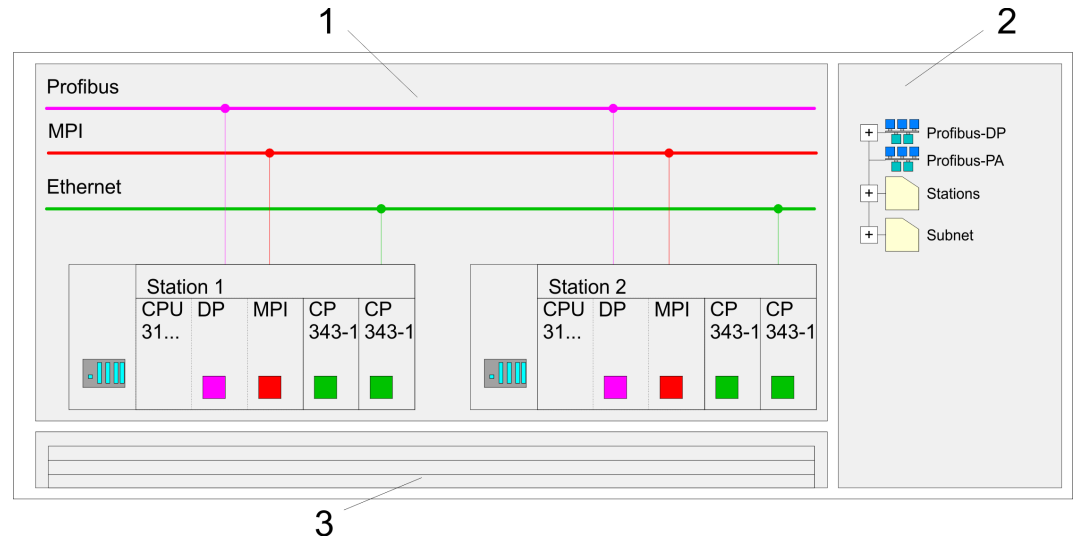 1
2
Profibus
MPI
Ethernet
Profibus-DP
Profibus-PA
Stations
Subnet
Station 1
CPU 31...
DP
MPI
CP 343-1
CP 343-1
Station 2
CPU 31...
DP
MPI
CP 343-1
CP 343-1
3